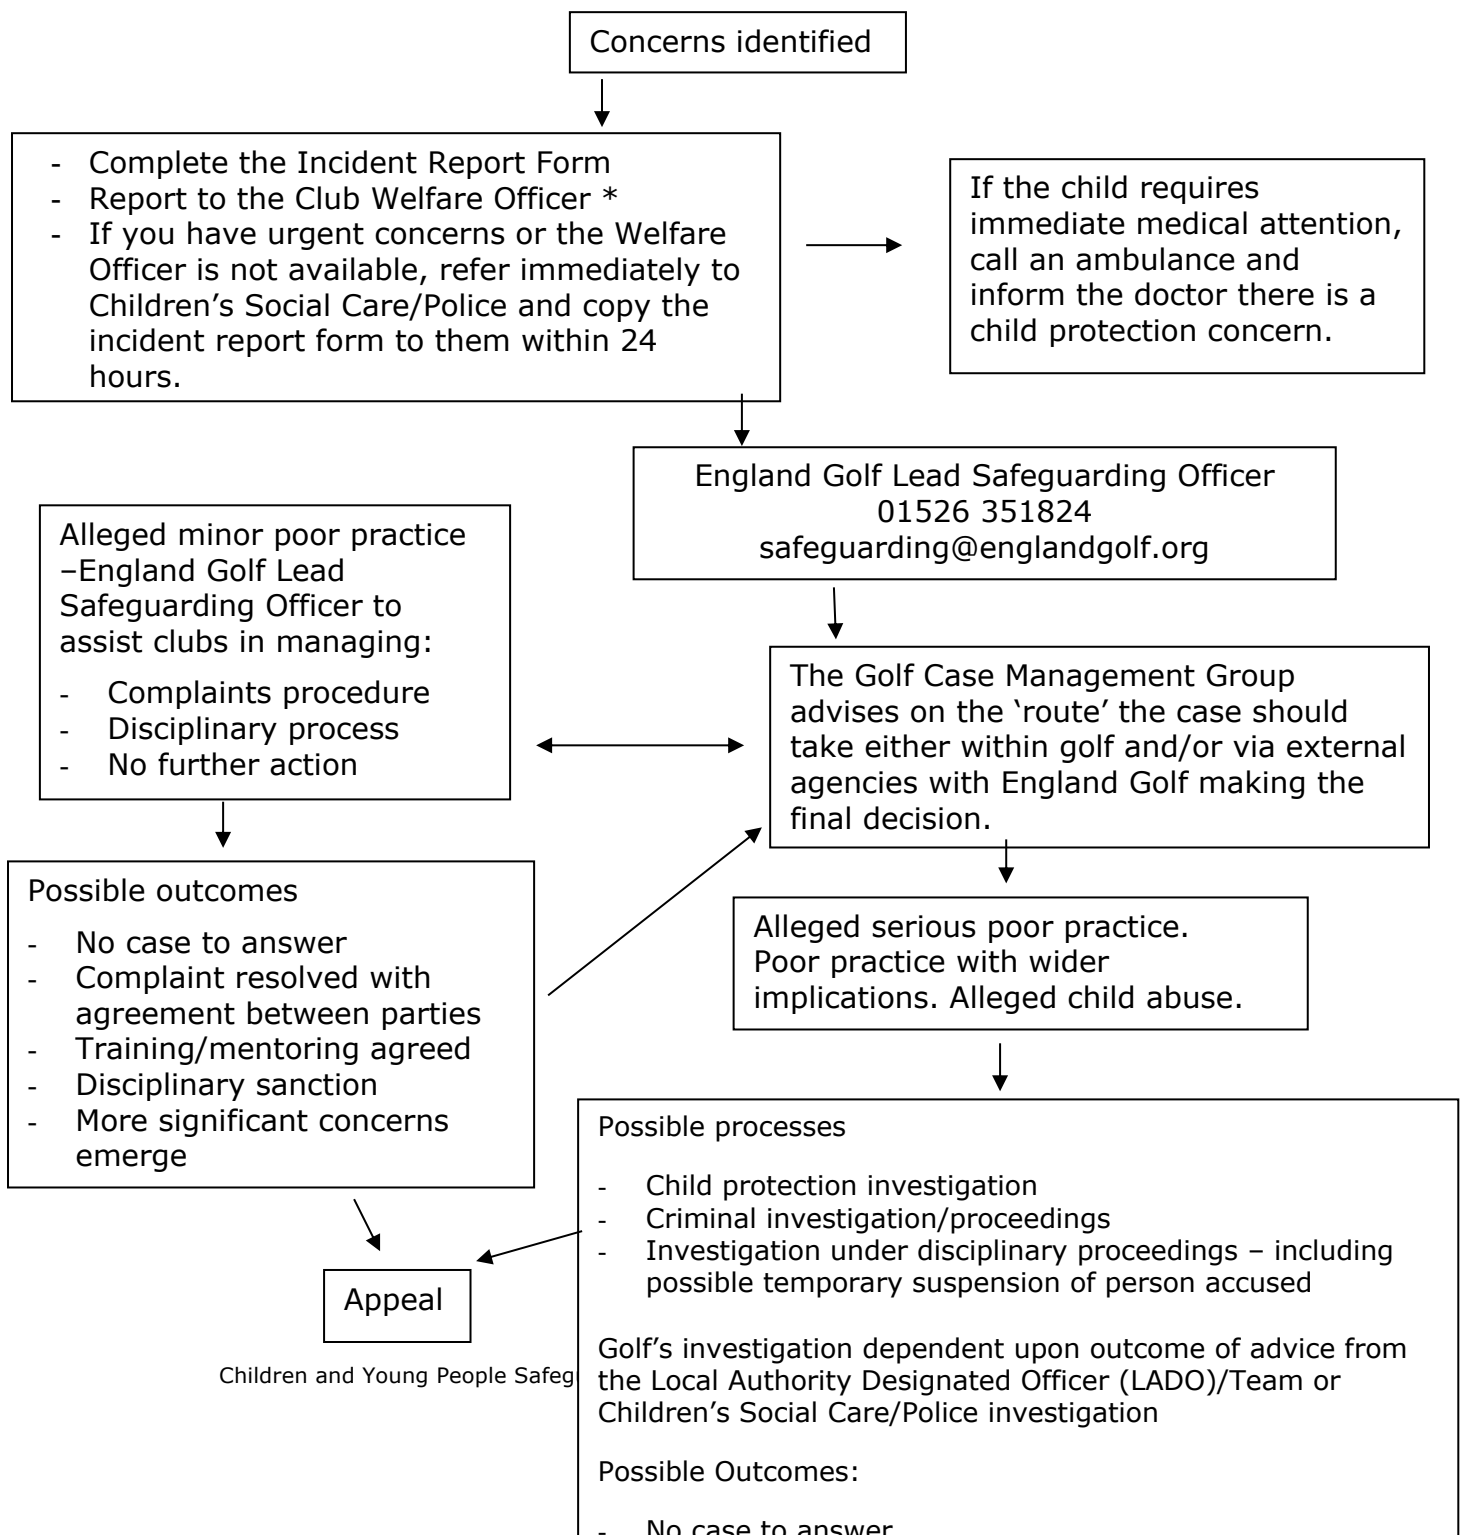 Concerns identified
- Complete the Incident Report Form
- Report to the Club Welfare Officer *
- If you have urgent concerns or the Welfare
Officer is not available, refer immediately to
Children’s Social Care/Police and copy the
incident report form to them within 24
hours.
If the child requires
immediate medical attention,
call an ambulance and
inform the doctor there is a
child protection concern.
England Golf Lead Safeguarding Officer
01526 351824
safeguarding@englandgolf.org
Alleged minor poor practice
–England Golf Lead
Safeguarding Officer to
assist clubs in managing:
- Complaints procedure
- Disciplinary process
- No further action
The Golf Case Management Group
advises on the ‘route’ the case should
take either within golf and/or via external
agencies with England Golf making the
final decision.
Possible outcomes
- No case to answer
- Complaint resolved with
agreement between parties
- Training/mentoring agreed
- Disciplinary sanction
- More significant concerns
emerge
Alleged serious poor practice.
Poor practice with wider
implications. Alleged child abuse.
Possible processes
- Child protection investigation
- Criminal investigation/proceedings
- Investigation under disciplinary proceedings – including
possible temporary suspension of person accused
Golf’s investigation dependent upon outcome of advice from
the Local Authority Designated Officer (LADO)/Team or
Children’s Social Care/Police investigation
Possible Outcomes:
- No case to answer
Appeal
Children and Young People